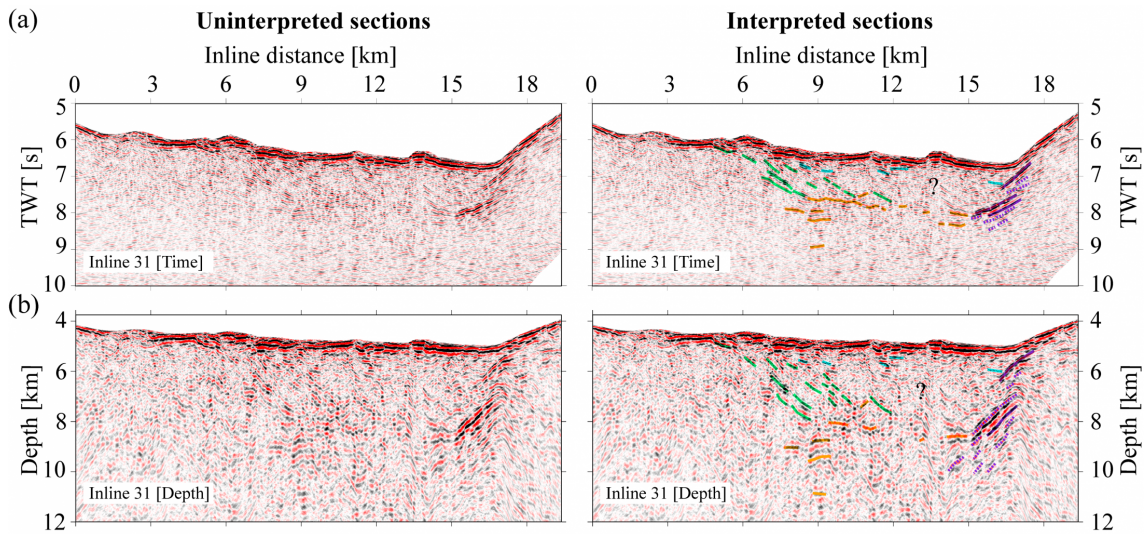 (a)
Uninterpreted sections
Interpreted sections
Inline distance [km]
Inline distance [km]
0 3 6 9 12 15 18
0 3 6 9 12 15 18
5
6
7
8
9
10
TWT [s]
Inline 31 [Time]
?
Inline 31 [Time]
5
6
7
8
9
10
TWT [s]
(b)
4
6
8
10
12
Depth [km]
Inline 31 [Depth]
?
Inline 31 [Depth]
4
6
8
10
12
Depth [km]